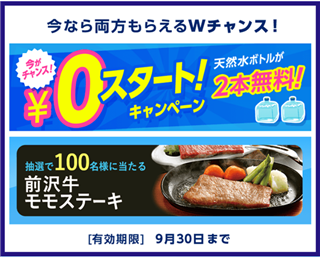 今なら両方もらえるWチャンス！
今が
チャンス！
¥0スタート！
キャンペーン
天然水ボトルが
2本無料！
抽選で100名様に当たる
前沢牛
モモステーキ
[有効期限] 9月30日まで